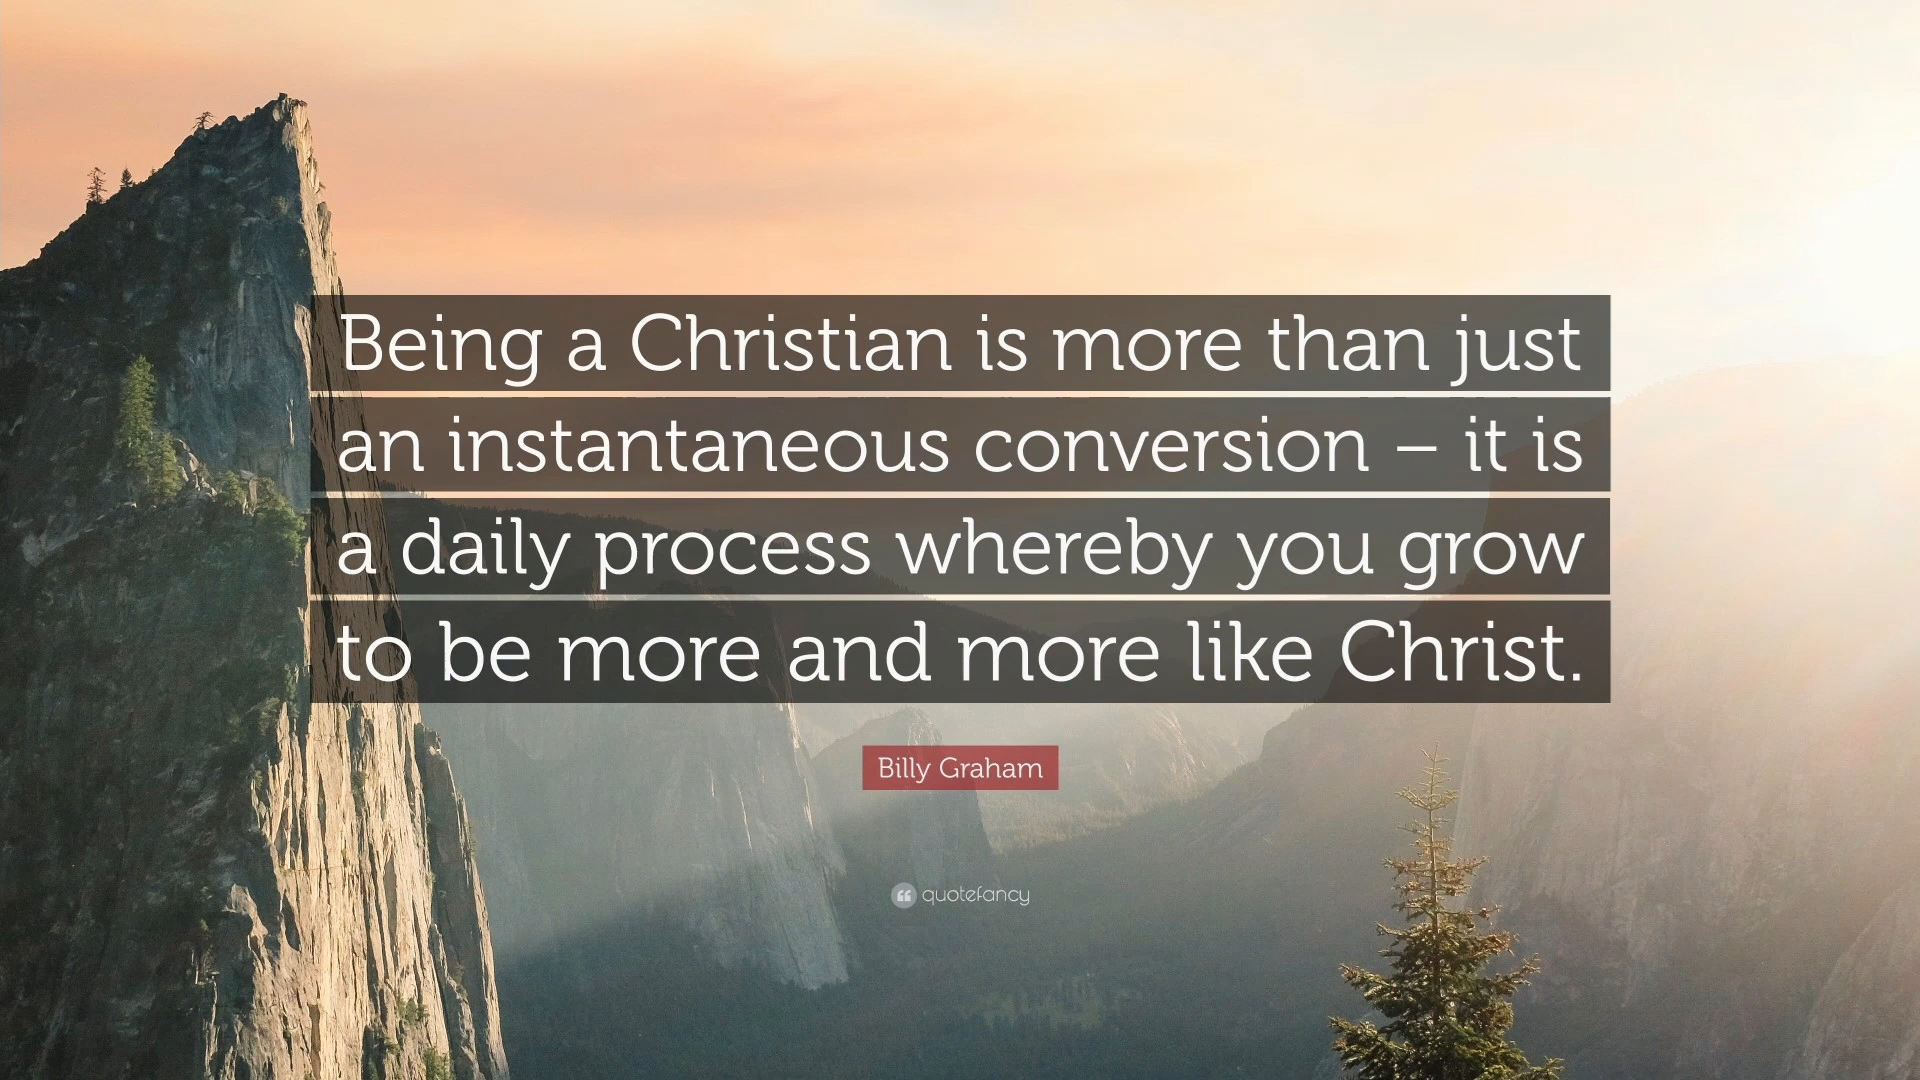 Being a Christian is more than just
an instantaneous conversion – it is
a daily process whereby you grow
to be more and more like Christ.
Billy Graham
quotefancy